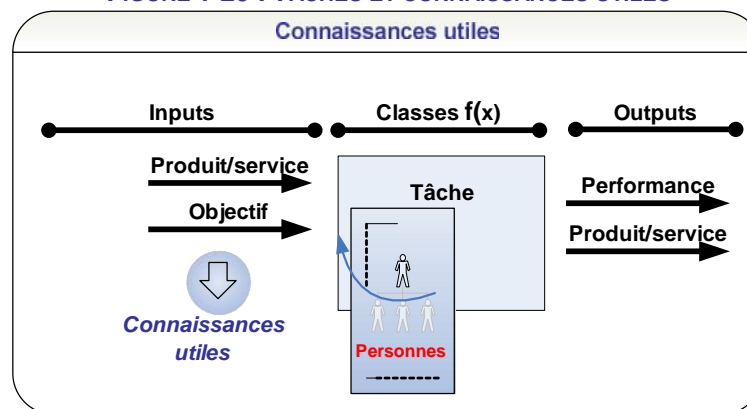 Connaissances utiles
Inputs
Classes f(x)
Outputs
Produit/service
Objectif
Connaissances
utiles
Tâche
Personnes
Performance
Produit/service